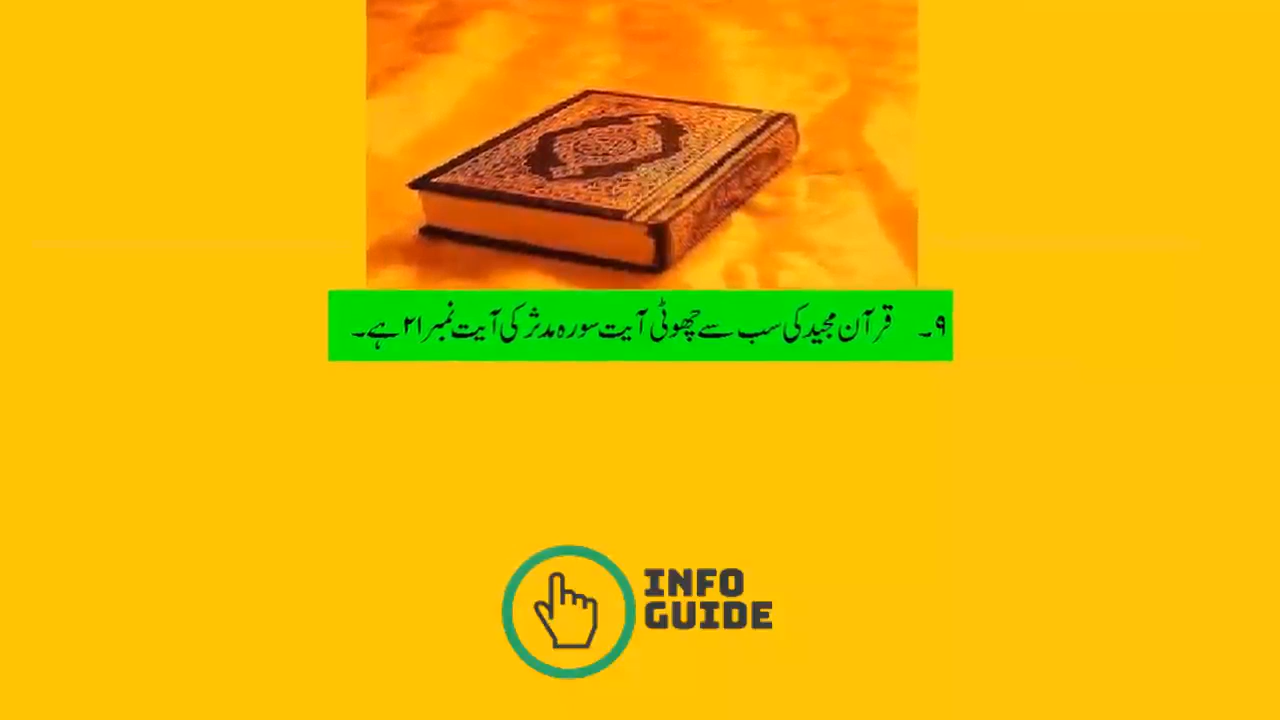 ۹۔ قرآن مجید کی سب سے چھوٹی آیت سورہ مدثر کی آیت نمبر ۲۱ ہے۔
INFO
GUIDE